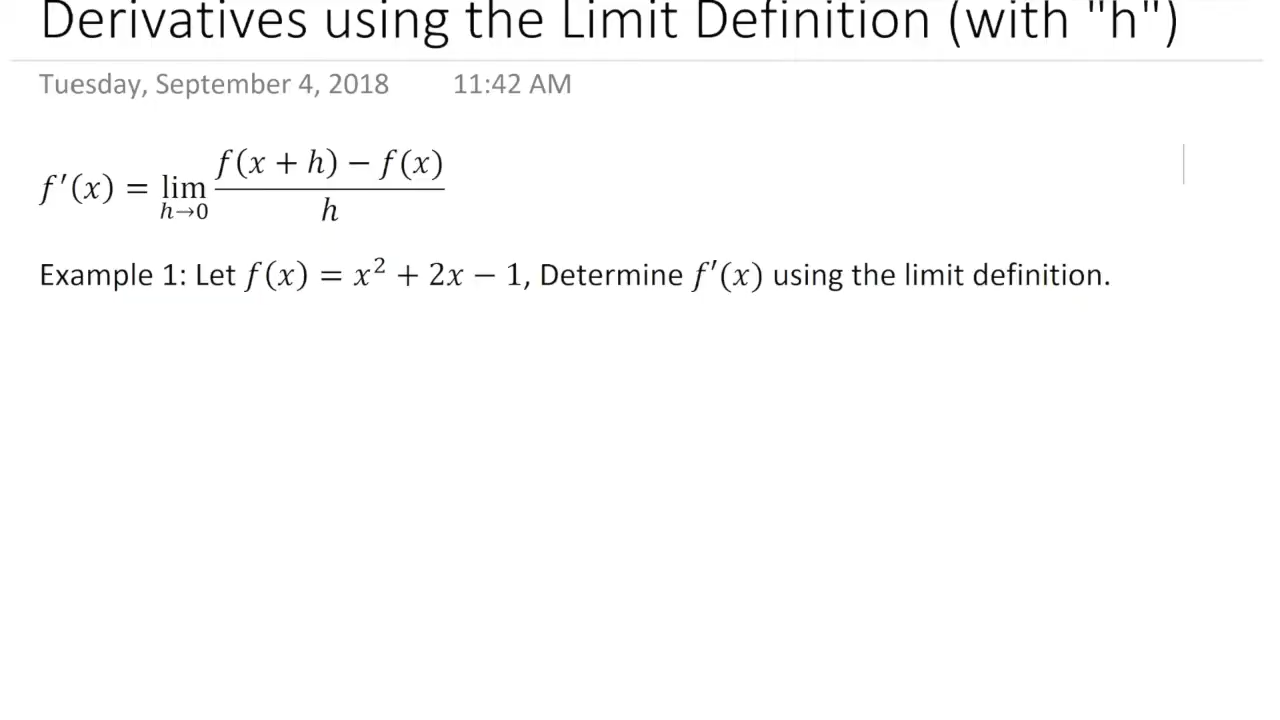 Derivatives using the Limit Definition (with "h")
Tuesday, September 4, 2018 11:42 AM
f′(x) = lim_{h→0} \frac{f(x + h) − f(x)}{h}
Example 1: Let f(x) = x² + 2x − 1, Determine f′(x) using the limit definition.